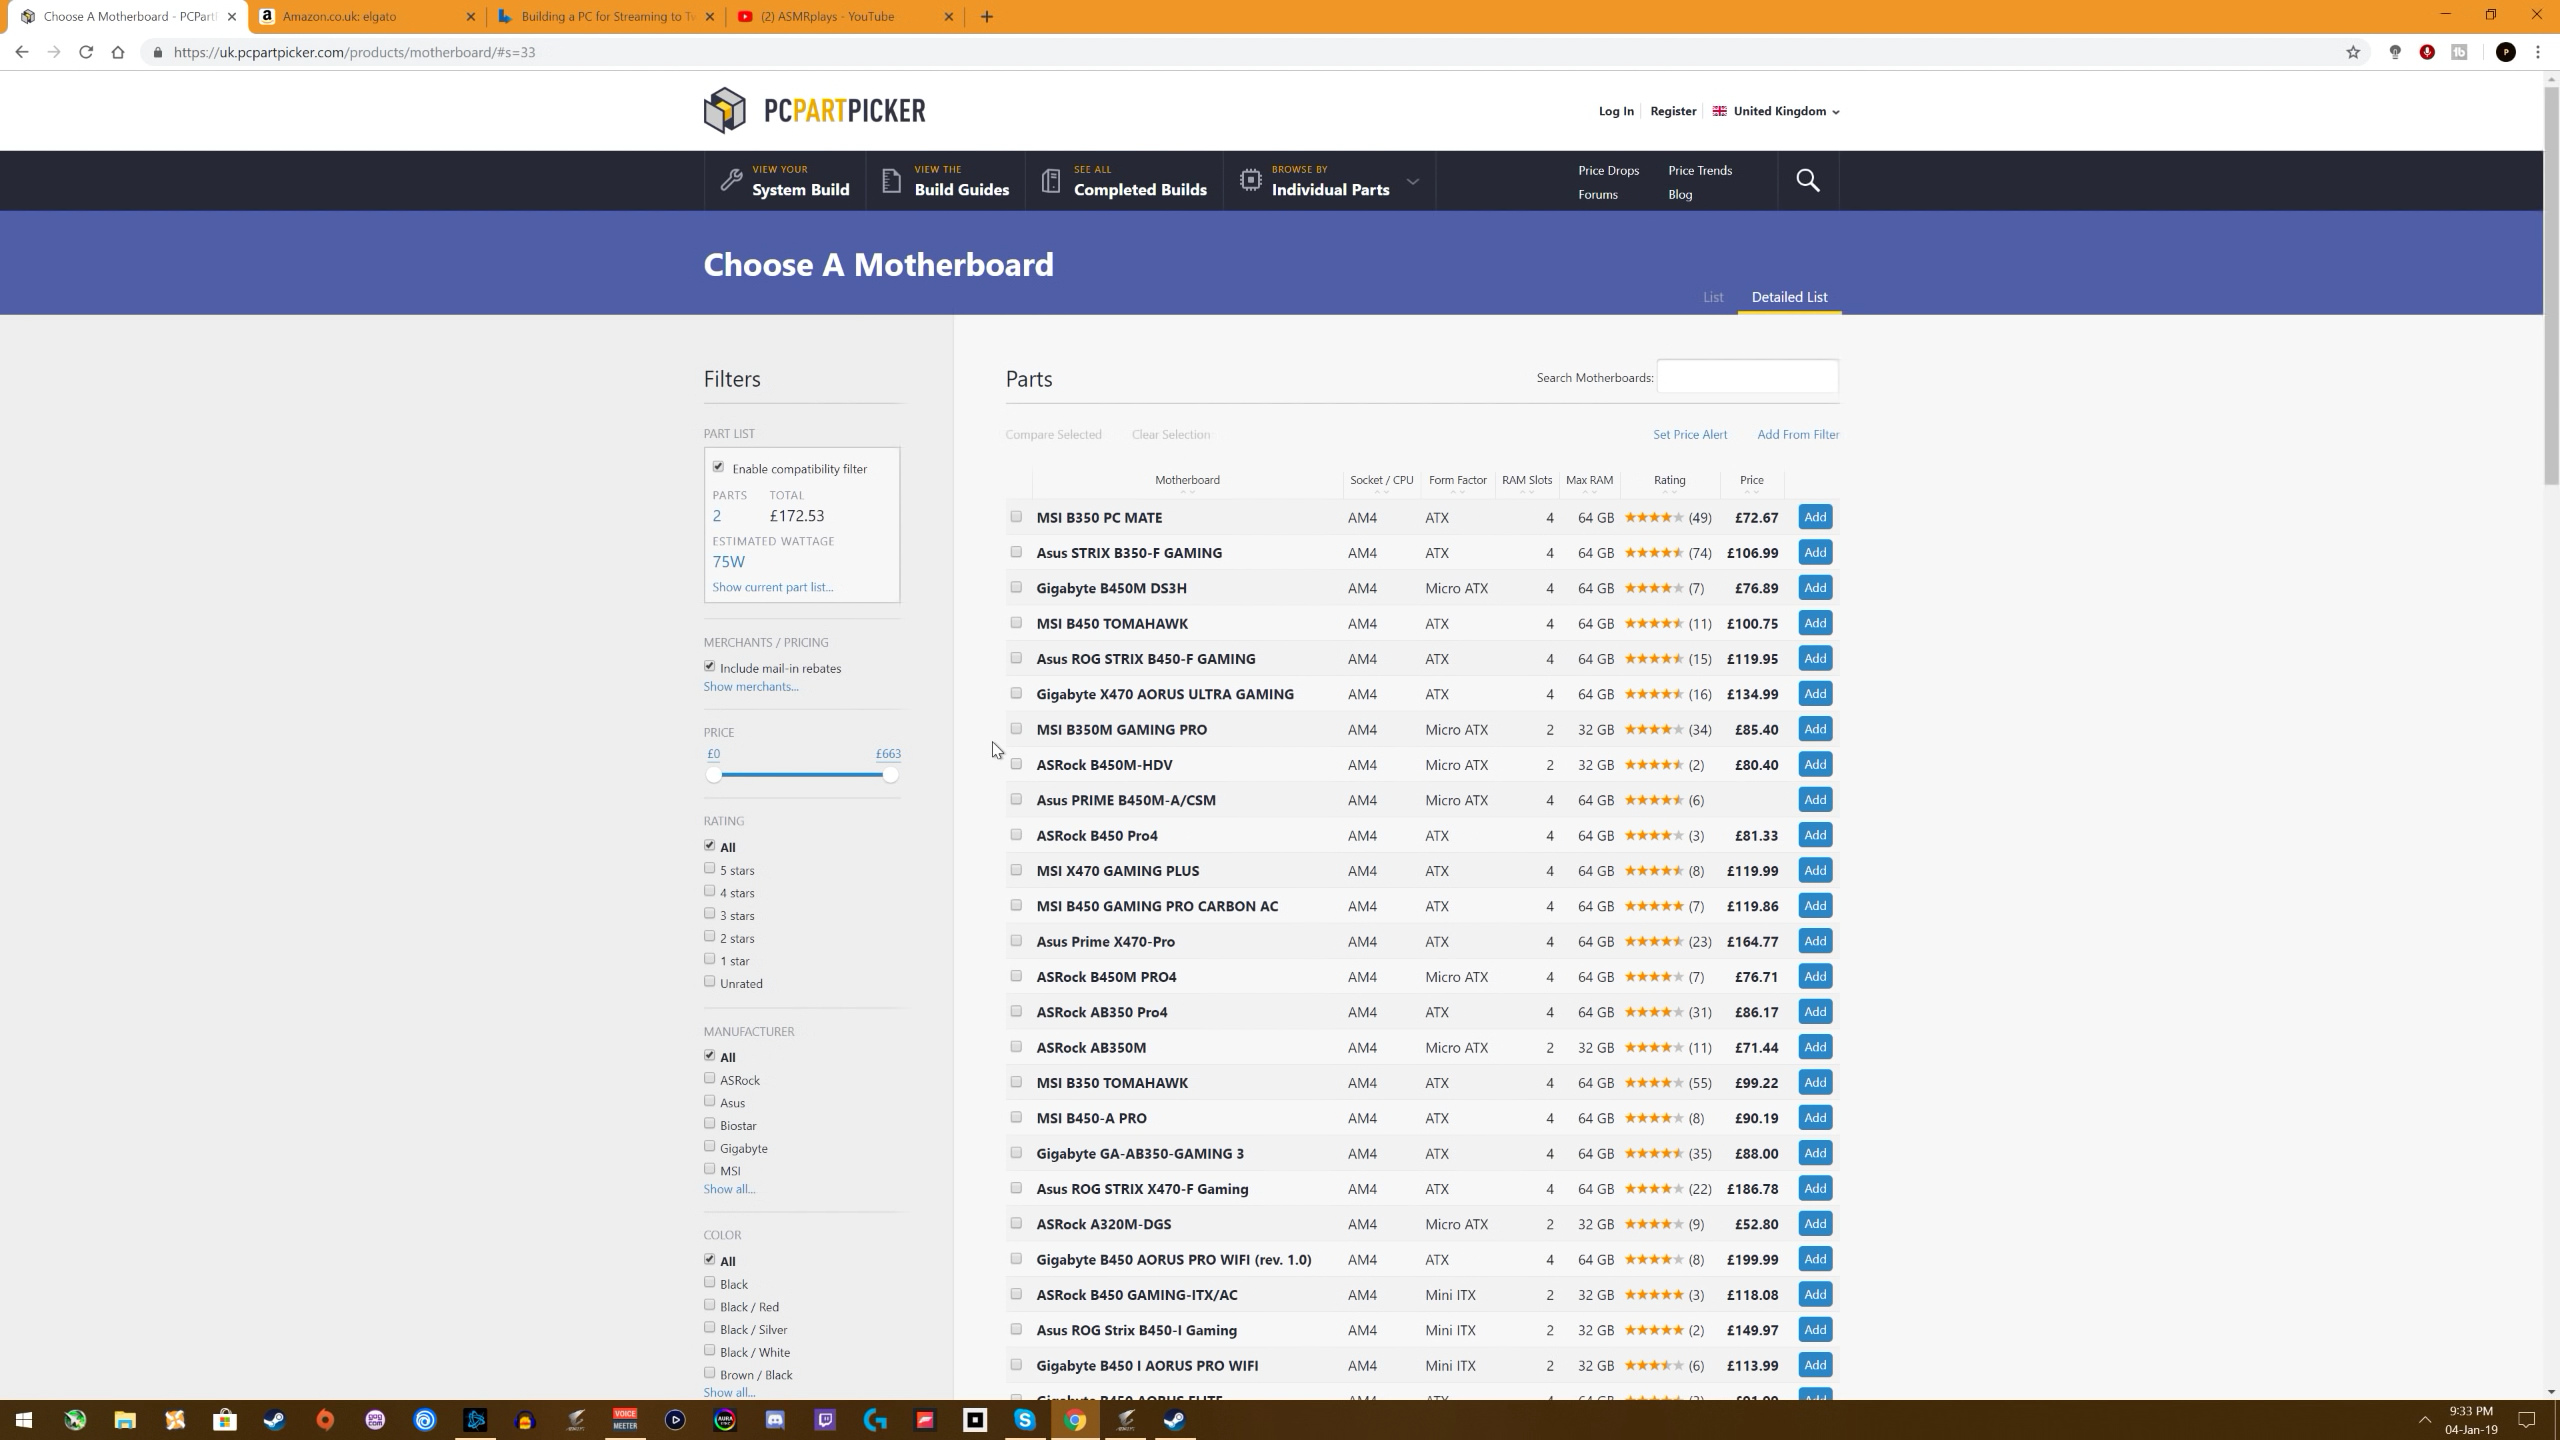 Choose A Motherboard - PCPart
Amazon.co.uk: elgato
Building a PC for Streaming to Tw
(2) ASMRplays - YouTube
https://uk.pcpartpicker.com/products/motherboard/#s=33
PCPARTPICKER
Log In Register United Kingdom
VIEW YOUR
System Build
VIEW THE
Build Guides
SEE ALL
Completed Builds
BROWSE BY
Individual Parts
Price Drops Price Trends
Forums Blog
Choose A Motherboard
List Detailed List
Filters
PART LIST
Enable compatibility filter
PARTS TOTAL
2 £172.53
ESTIMATED WATTAGE
75W
Show current part list...
MERCHANTS / PRICING
Include mail-in rebates
Show merchants...
PRICE
£0 £663
RATING
All
5 stars
4 stars
3 stars
2 stars
1 star
Unrated
MANUFACTURER
All
ASRock
Asus
Biostar
Gigabyte
MSI
Show all...
COLOR
All
Black
Black / Red
Black / Silver
Black / White
Brown / Black
Show all...
Parts
Search Motherboards:
Compare Selected Clear Selection Set Price Alert Add From Filter
Motherboard Socket / CPU Form Factor RAM Slots Max RAM Rating Price
MSI B350 PC MATE AM4 ATX 4 64 GB (49) £72.67 Add
Asus STRIX B350-F GAMING AM4 ATX 4 64 GB (74) £106.99 Add
Gigabyte B450M DS3H AM4 Micro ATX 4 64 GB (7) £76.89 Add
MSI B450 TOMAHAWK AM4 ATX 4 64 GB (11) £100.75 Add
Asus ROG STRIX B450-F GAMING AM4 ATX 4 64 GB (15) £119.95 Add
Gigabyte X470 AORUS ULTRA GAMING AM4 ATX 4 64 GB (16) £134.99 Add
MSI B350M GAMING PRO AM4 Micro ATX 2 32 GB (34) £85.40 Add
ASRock B450M-HDV AM4 Micro ATX 2 32 GB (2) £80.40 Add
Asus PRIME B450M-A/CSM AM4 Micro ATX 4 64 GB (6) Add
ASRock B450 Pro4 AM4 ATX 4 64 GB (3) £81.33 Add
MSI X470 GAMING PLUS AM4 ATX 4 64 GB (8) £119.99 Add
MSI B450 GAMING PRO CARBON AC AM4 ATX 4 64 GB (7) £119.86 Add
Asus Prime X470-Pro AM4 ATX 4 64 GB (23) £164.77 Add
ASRock B450M PRO4 AM4 Micro ATX 4 64 GB (7) £76.71 Add
ASRock AB350 Pro4 AM4 ATX 4 64 GB (31) £86.17 Add
ASRock AB350M AM4 Micro ATX 2 32 GB (11) £71.44 Add
MSI B350 TOMAHAWK AM4 ATX 4 64 GB (55) £99.22 Add
MSI B450-A PRO AM4 ATX 4 64 GB (8) £90.19 Add
Gigabyte GA-AB350-GAMING 3 AM4 ATX 4 64 GB (35) £88.00 Add
Asus ROG STRIX X470-F Gaming AM4 ATX 4 64 GB (22) £186.78 Add
ASRock A320M-DGS AM4 Micro ATX 2 32 GB (9) £52.80 Add
Gigabyte B450 AORUS PRO WIFI (rev. 1.0) AM4 ATX 4 64 GB (8) £199.99 Add
ASRock B450 GAMING-ITX/AC AM4 Mini ITX 2 32 GB (3) £118.08 Add
Asus ROG Strix B450-I Gaming AM4 Mini ITX 2 32 GB (2) £149.97 Add
Gigabyte B450 I AORUS PRO WIFI AM4 Mini ITX 2 32 GB (6) £113.99 Add
VOICE
MEETER
9:33 PM
04-Jan-19